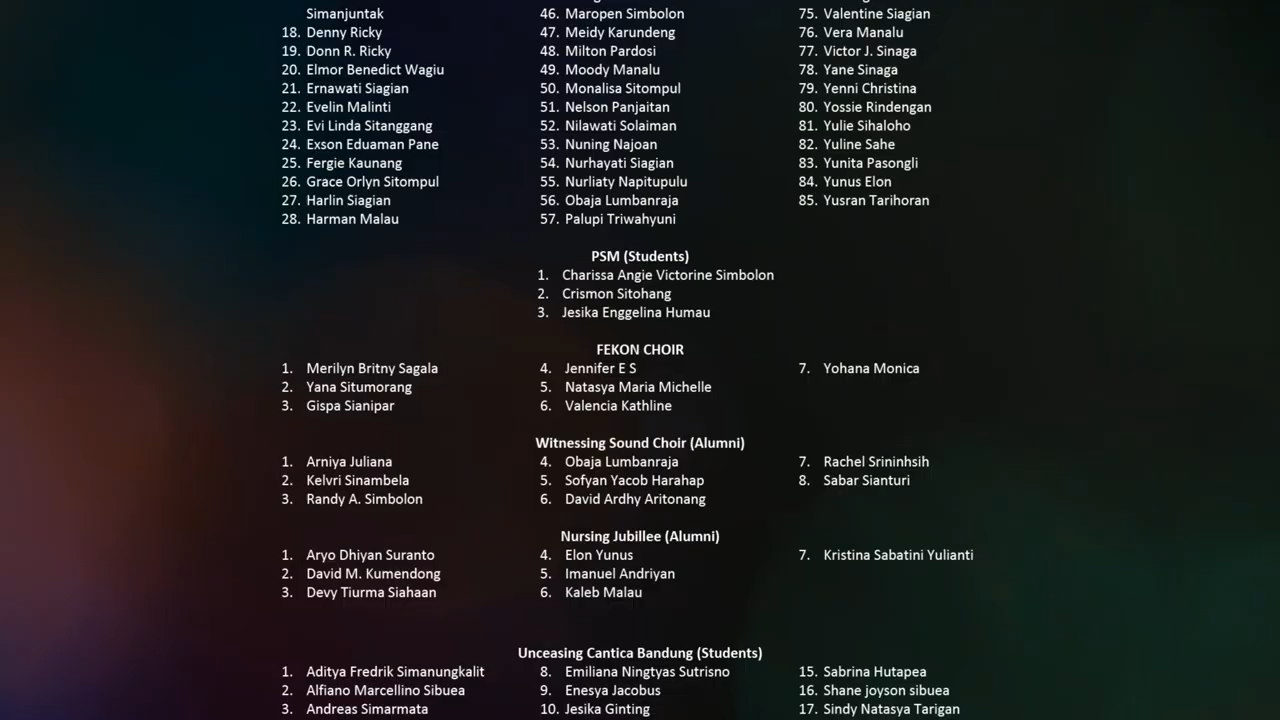 Simanjuntak
18. Denny Ricky
19. Donn R. Ricky
20. Elmor Benedict Wagiu
21. Ernawati Siagian
22. Evelin Malinti
23. Evi Linda Sitanggang
24. Exson Eduaman Pane
25. Fergie Kaunang
26. Grace Orlyn Sitompul
27. Harlin Siagian
28. Harman Malau
46. Maropen Simbolon
47. Meidy Karundeng
48. Milton Pardosi
49. Moody Manalu
50. Monalisa Sitompul
51. Nelson Panjaitan
52. Nilawati Solaiman
53. Nuning Najoan
54. Nurhayati Siagian
55. Nurliaty Napitupulu
56. Obaja Lumbanraja
57. Palupi Triwahyuni
75. Valentine Siagian
76. Vera Manalu
77. Victor J. Sinaga
78. Yane Sinaga
79. Yenni Christina
80. Yossie Rindengan
81. Yulie Sihaloho
82. Yuline Sahe
83. Yunita Pasongli
84. Yunus Elon
85. Yusran Tarihoran
PSM (Students)
1. Charissa Angie Victorine Simbolon
2. Crismon Sitohang
3. Jesika Enggelina Humau
FEKON CHOIR
1. Merilyn Britny Sagala
2. Yana Situmorang
3. Gispa Sianipar
4. Jennifer E S
5. Natasya Maria Michelle
6. Valencia Kathline
7. Yohana Monica
Witnessing Sound Choir (Alumni)
1. Arniya Juliana
2. Kelvri Sinambela
3. Randy A. Simbolon
4. Obaja Lumbanraja
5. Sofyan Yacob Harahap
6. David Ardhy Aritonang
7. Rachel Srininhsih
8. Sabar Sianturi
Nursing Jubillee (Alumni)
1. Aryo Dhiyan Suranto
2. David M. Kumendong
3. Devy Tiurma Siahaan
4. Elon Yunus
5. Imanuel Andriyan
6. Kaleb Malau
7. Kristina Sabatini Yulianti
Unceasing Cantica Bandung (Students)
1. Aditya Fredrik Simanungkalit
2. Alfiano Marcellino Sibuea
3. Andreas Simarmata
8. Emiliana Ningtyas Sutrisno
9. Enesya Jacobus
10. Jesika Ginting
15. Sabrina Hutapea
16. Shane joyson sibuea
17. Sindy Natasya Tarigan